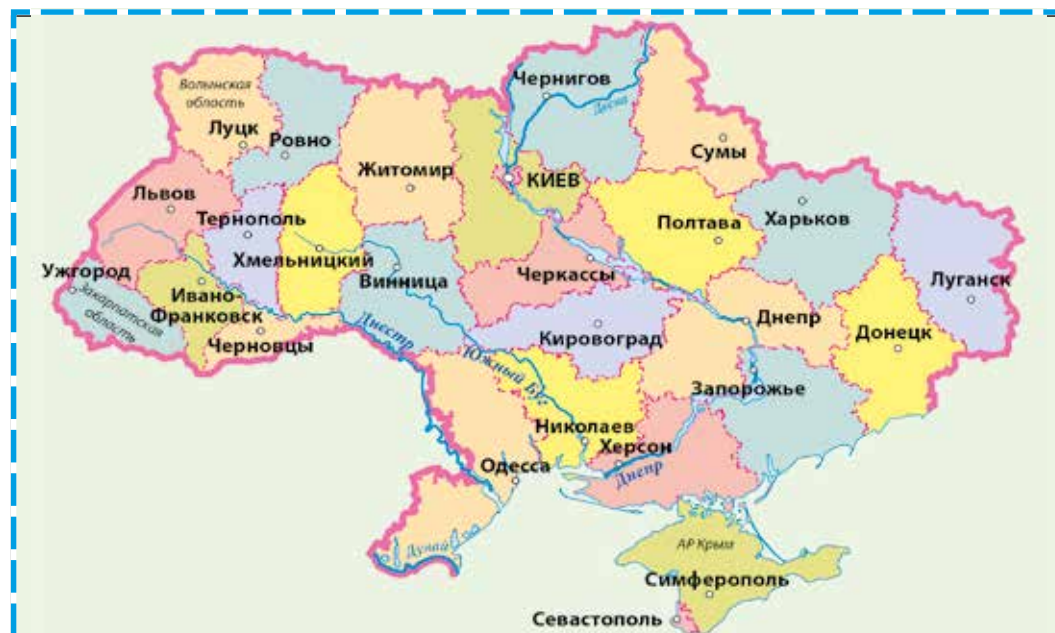 Чернигов
Десна
Волынская
область
Луцк
Ровно
Сумы
Житомир
КИЕВ
Львов
Тернополь
Полтава
Харьков
Хмельницкий
Винница
Черкассы
Ужгород
Луганск
Закарпатская
область
Ивано-
Франковск
Черновцы
Днестр
Кировоград
Днепр
Донецк
Южный Буг
Запорожье
Николаев
Херсон
Одесса
Днепр
Дунай
АР Крым
Симферополь
Севастополь